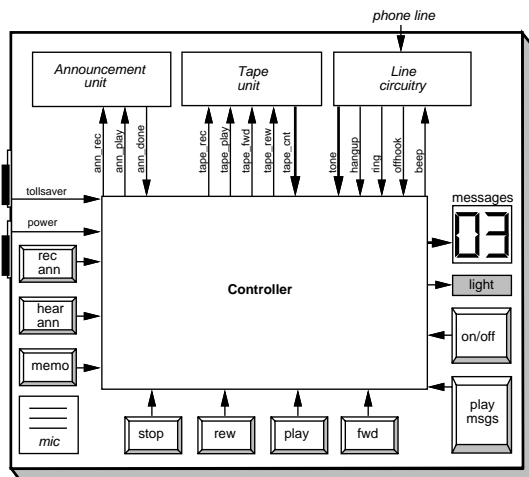 phone line
Announcement
unit
Tape
unit
Line
circuitry
ann_rec
ann_play
ann_done
tape_rec
tape_play
tape_fwd
tape_rew
tape_cnt
tone
hangup
ring
offhook
beep
tollsaver
power
messages
03
rec
ann
Controller
light
hear
ann
on/off
memo
play
msgs
mic
stop
rew
play
fwd